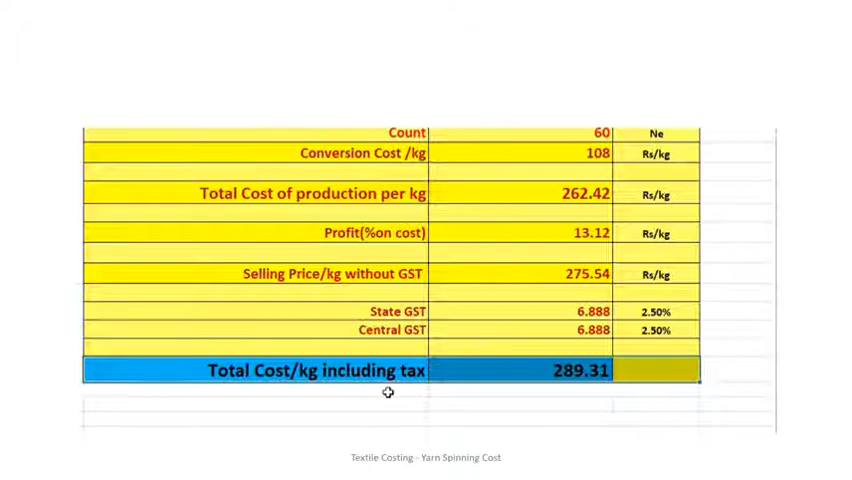 Count 60 Ne
Conversion Cost /kg 108 Rs/kg
Total Cost of production per kg 262.42 Rs/kg
Profit(%on cost) 13.12 Rs/kg
Selling Price/kg without GST 275.54 Rs/kg
State GST 6.888 2.50%
Central GST 6.888 2.50%
Total Cost/kg including tax 289.31
Textile Costing - Yarn Spinning Cost